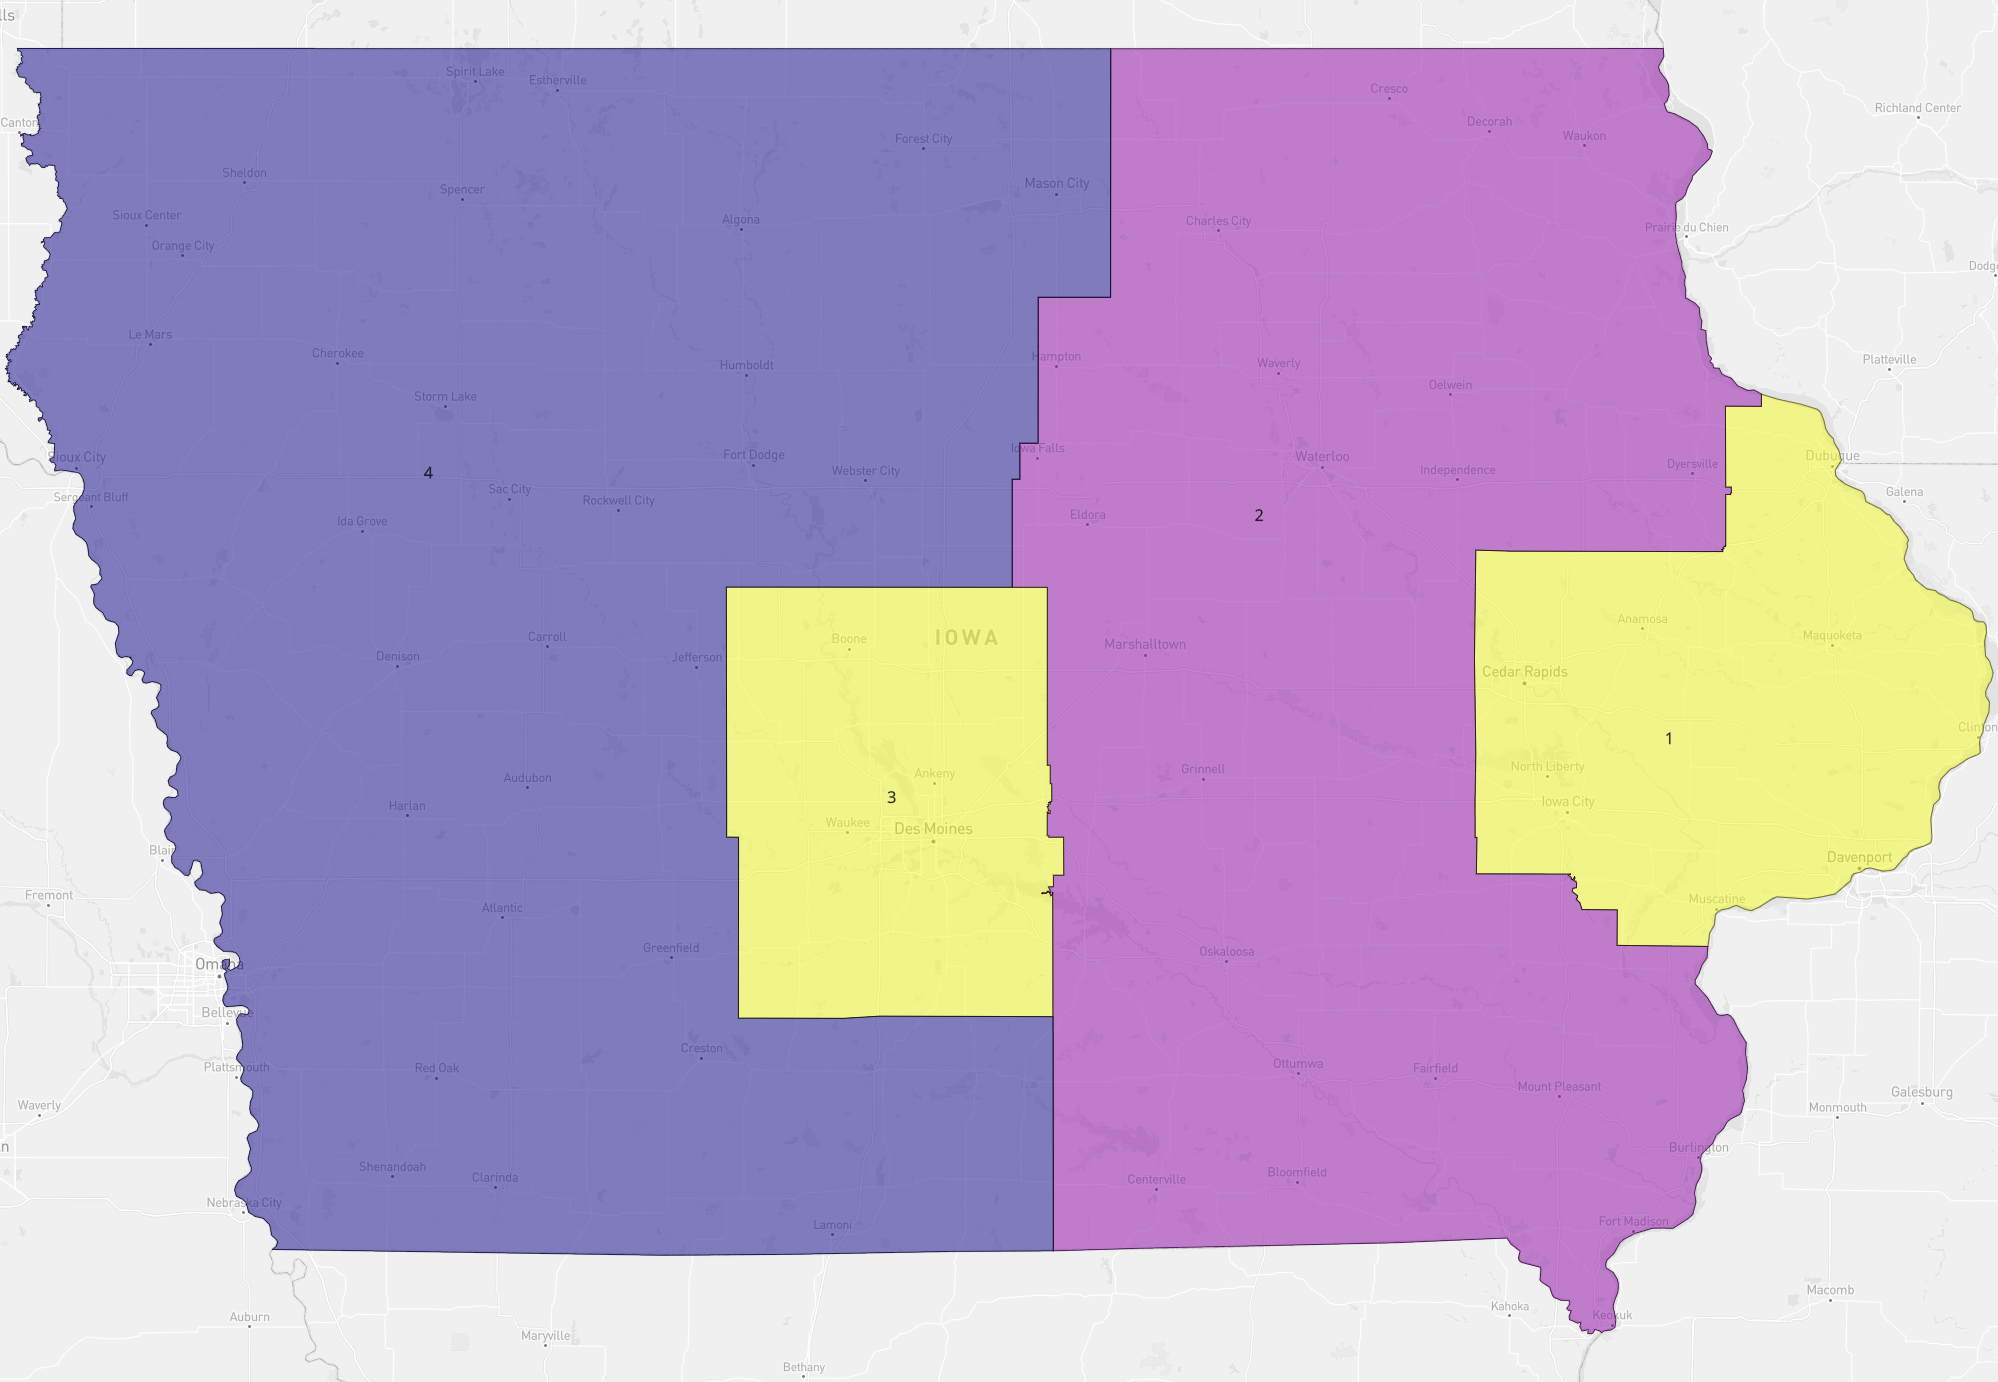 lls
Spirit Lake
Estherville
Cresco
Richland Center
Canton
Decorah
Waukon
Forest City
Sheldon
Spencer
Mason City
Sioux Center
Algona
Charles City
Prairie du Chien
Orange City
Dodge
Le Mars
Cherokee
Humboldt
Hampton
Waverly
Platteville
Storm Lake
Oelwein
Sioux City
Fort Dodge
Webster City
Iowa Falls
Waterloo
Independence
Dyersville
Dubuque
4
Sergeant Bluff
Sac City
Rockwell City
Galena
Ida Grove
Eldora
2
Anamosa
Boone
IOWA
Marshalltown
Maquoketa
Denison
Carroll
Jefferson
Cedar Rapids
Clinton
1
Audubon
Ankeny
Grinnell
North Liberty
Harlan
3
Iowa City
Waukee
Des Moines
Blair
Davenport
Fremont
Atlantic
Muscatine
Greenfield
Oskaloosa
Omaha
Bellevue
Creston
Plattsmouth
Red Oak
Ottumwa
Fairfield
Mount Pleasant
Waverly
Monmouth
Galesburg
n
Burlington
Shenandoah
Clarinda
Centerville
Bloomfield
Nebraska City
Lamoni
Fort Madison
Auburn
Maryville
Bethany
Kahoka
Keokuk
Macomb